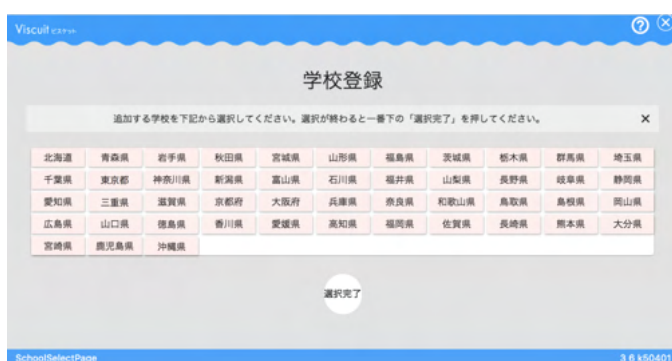 Viscuit ビスケット
?
学校登録
追加する学校を下記から選択してください。選択が終わると一番下の「選択完了」を押してください。 ×
北海道 青森県 岩手県 秋田県 宮城県 山形県 福島県 茨城県 栃木県 群馬県 埼玉県
千葉県 東京都 神奈川県 新潟県 富山県 石川県 福井県 山梨県 長野県 岐阜県 静岡県
愛知県 三重県 滋賀県 京都府 大阪府 兵庫県 奈良県 和歌山県 鳥取県 島根県 岡山県
広島県 山口県 徳島県 香川県 愛媛県 高知県 福岡県 佐賀県 長崎県 熊本県 大分県
宮崎県 鹿児島県 沖縄県
選択完了
SchoolSelectPage 3 6 k50401